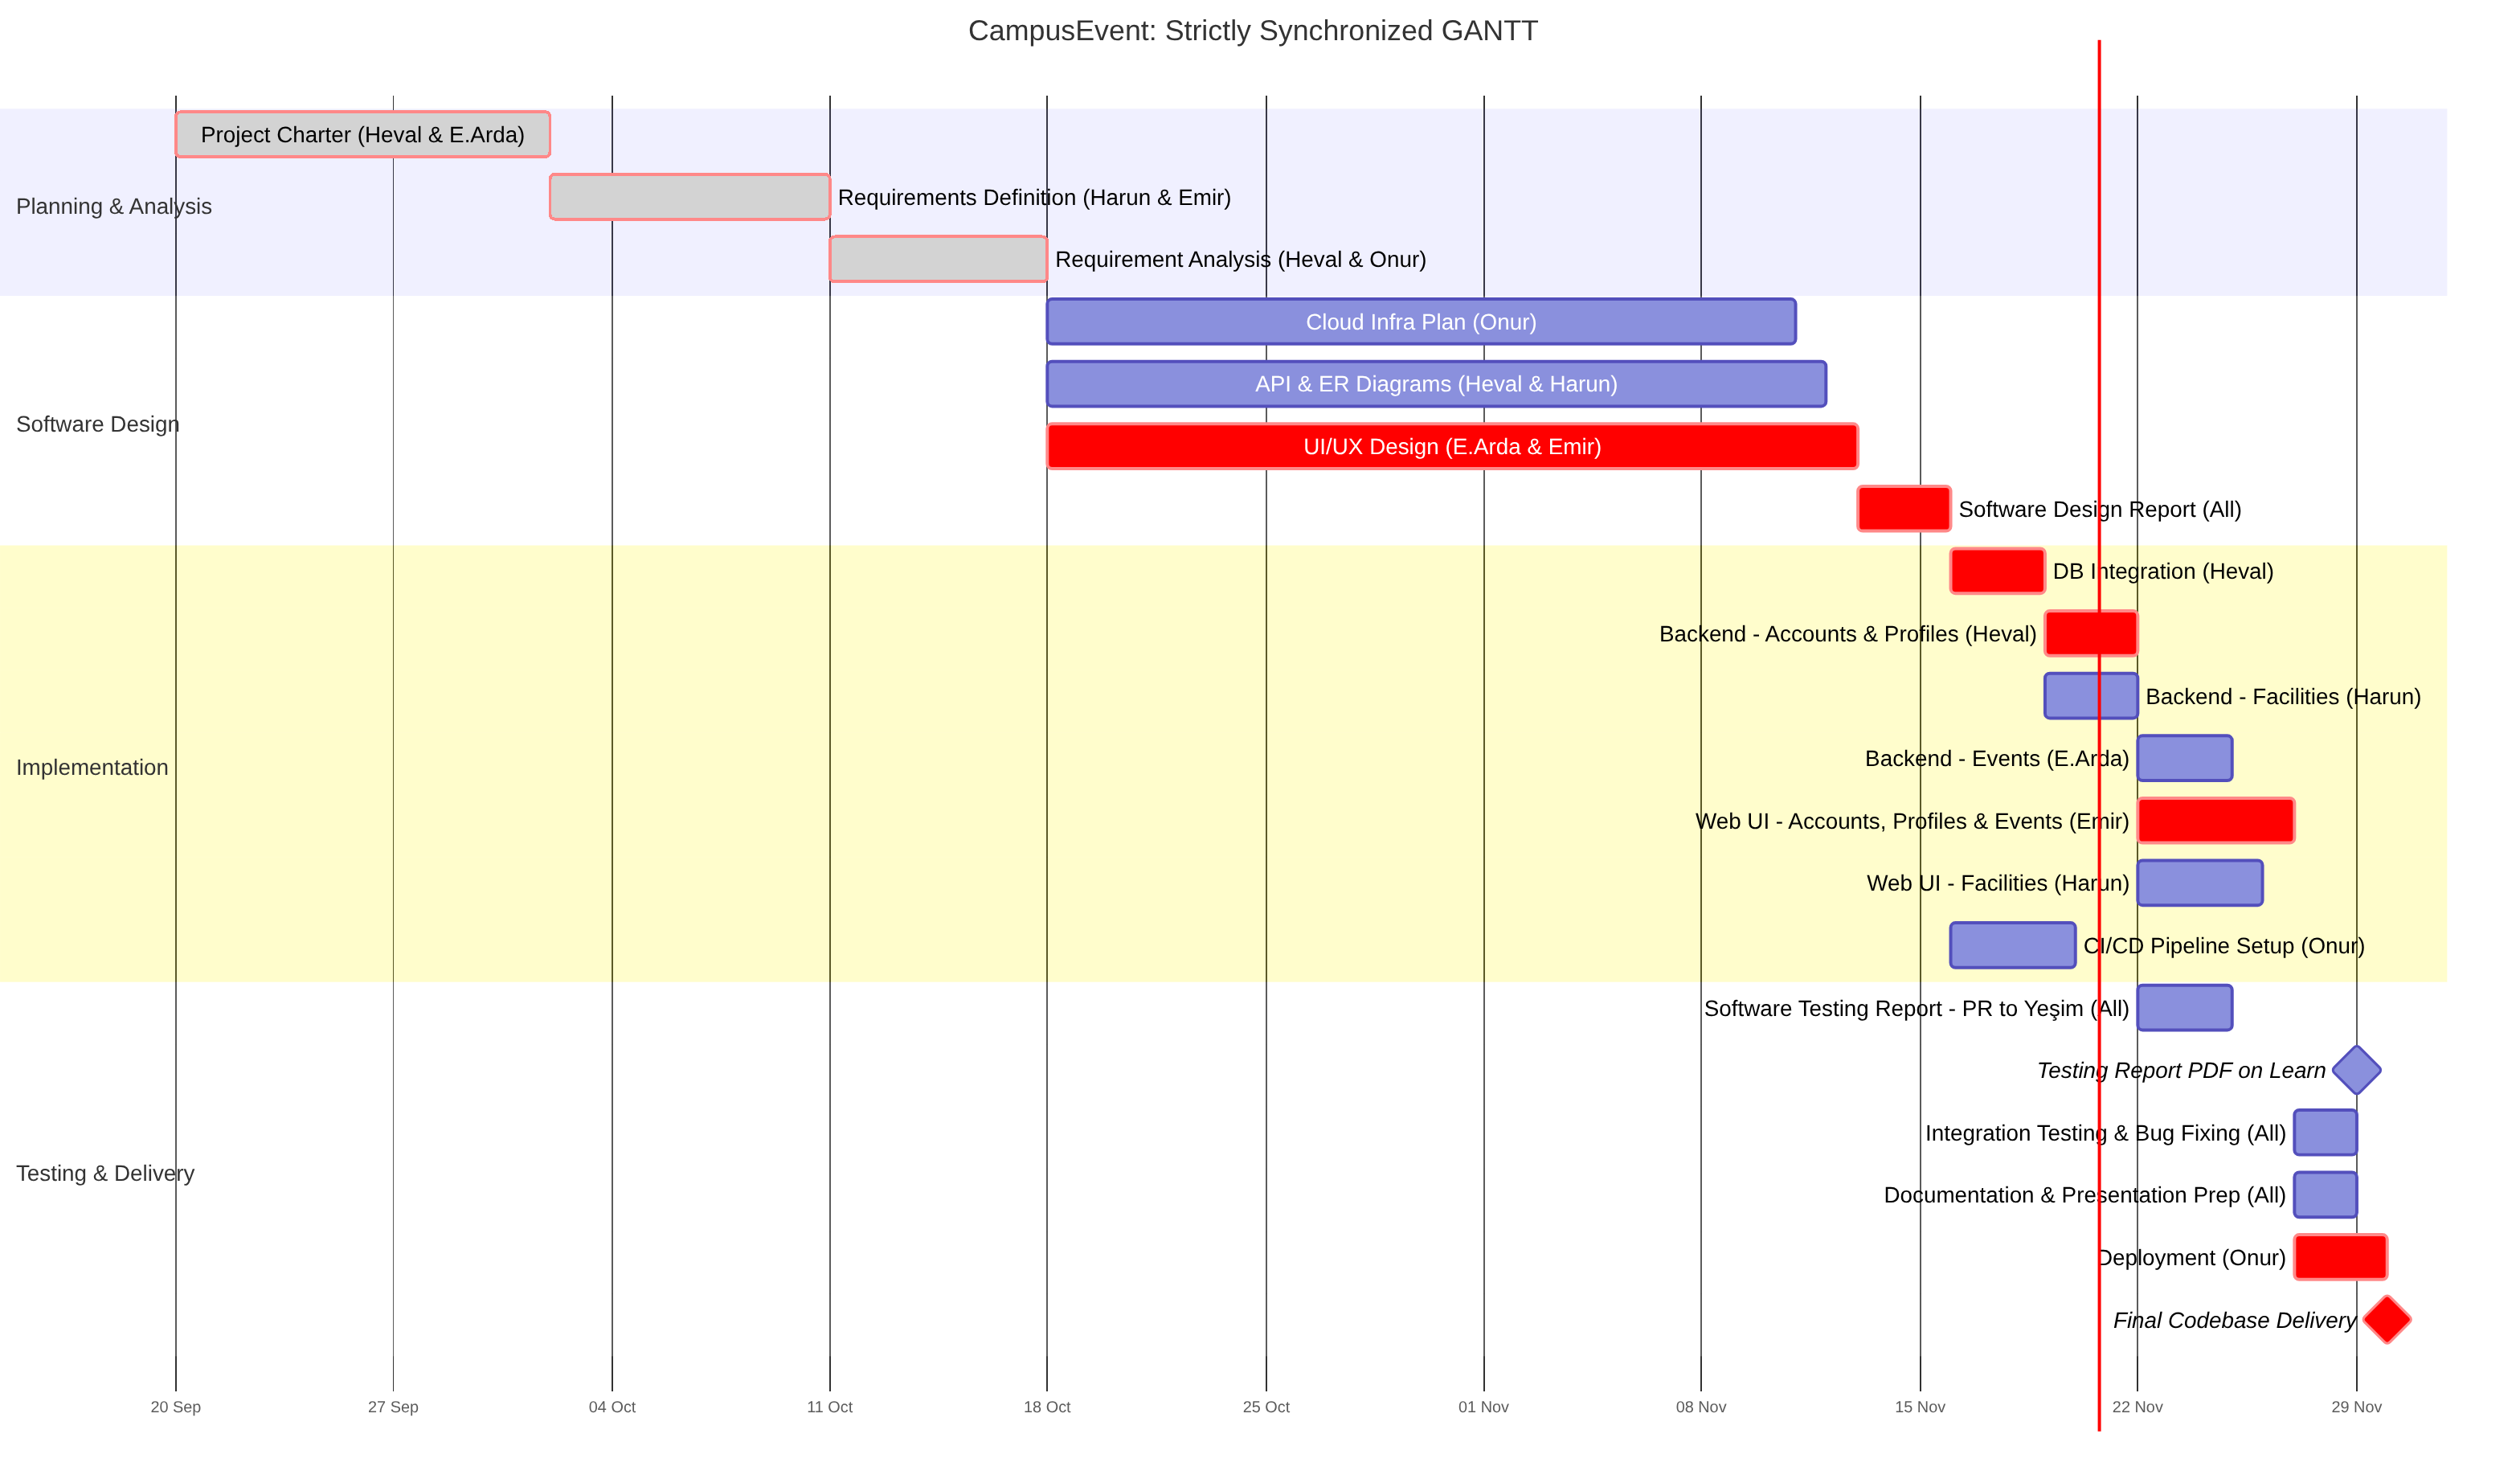 CampusEvent: Strictly Synchronized GANTT
Planning & Analysis
Project Charter (Heval & E.Arda)
Requirements Definition (Harun & Emir)
Requirement Analysis (Heval & Onur)
Software Design
Cloud Infra Plan (Onur)
API & ER Diagrams (Heval & Harun)
UI/UX Design (E.Arda & Emir)
Software Design Report (All)
Implementation
DB Integration (Heval)
Backend - Accounts & Profiles (Heval)
Backend - Facilities (Harun)
Backend - Events (E.Arda)
Web UI - Accounts, Profiles & Events (Emir)
Web UI - Facilities (Harun)
CI/CD Pipeline Setup (Onur)
Testing & Delivery
Software Testing Report - PR to Yeşim (All)
Testing Report PDF on Learn
Integration Testing & Bug Fixing (All)
Documentation & Presentation Prep (All)
Deployment (Onur)
Final Codebase Delivery
20 Sep
27 Sep
04 Oct
11 Oct
18 Oct
25 Oct
01 Nov
08 Nov
15 Nov
22 Nov
29 Nov